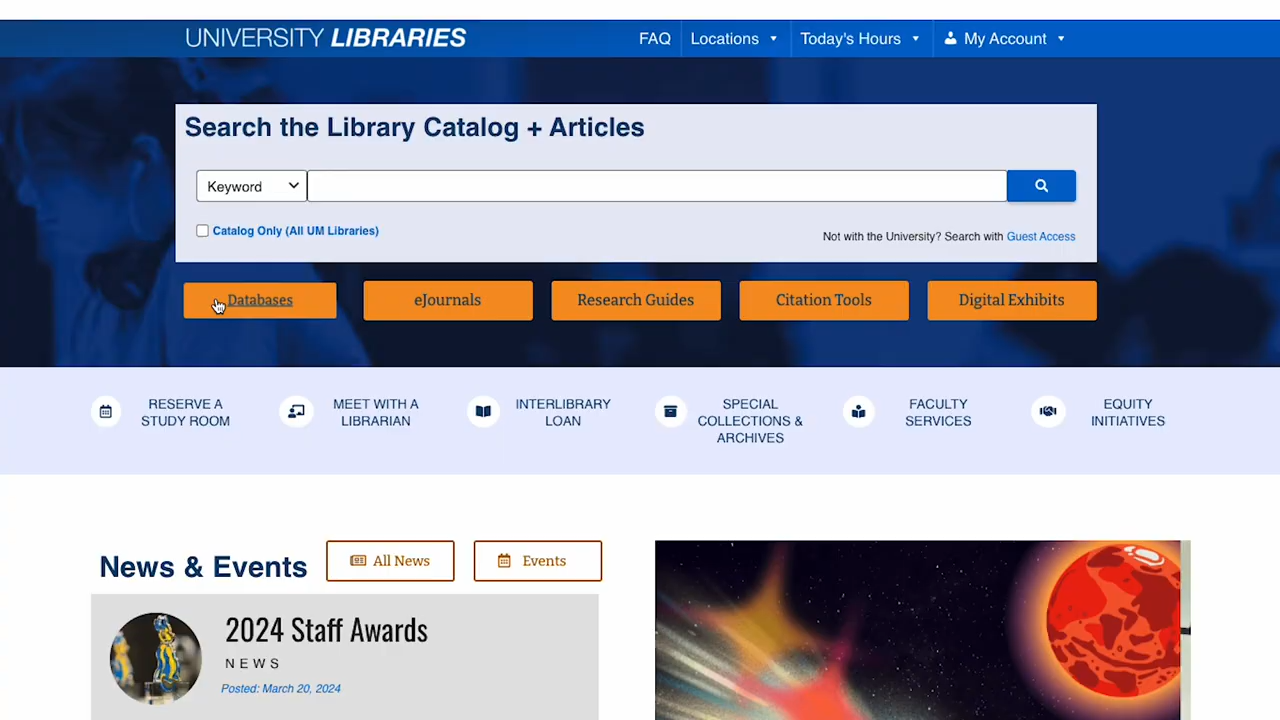 UNIVERSITY LIBRARIES
FAQ
Locations
Today's Hours
My Account
Search the Library Catalog + Articles
Keyword
Catalog Only (All UM Libraries)
Not with the University? Search with Guest Access
Databases
eJournals
Research Guides
Citation Tools
Digital Exhibits
RESERVE A
STUDY ROOM
MEET WITH A
LIBRARIAN
INTERLIBRARY
LOAN
SPECIAL
COLLECTIONS &
ARCHIVES
FACULTY
SERVICES
EQUITY
INITIATIVES
News & Events
All News
Events
2024 Staff Awards
NEWS
Posted: March 20, 2024